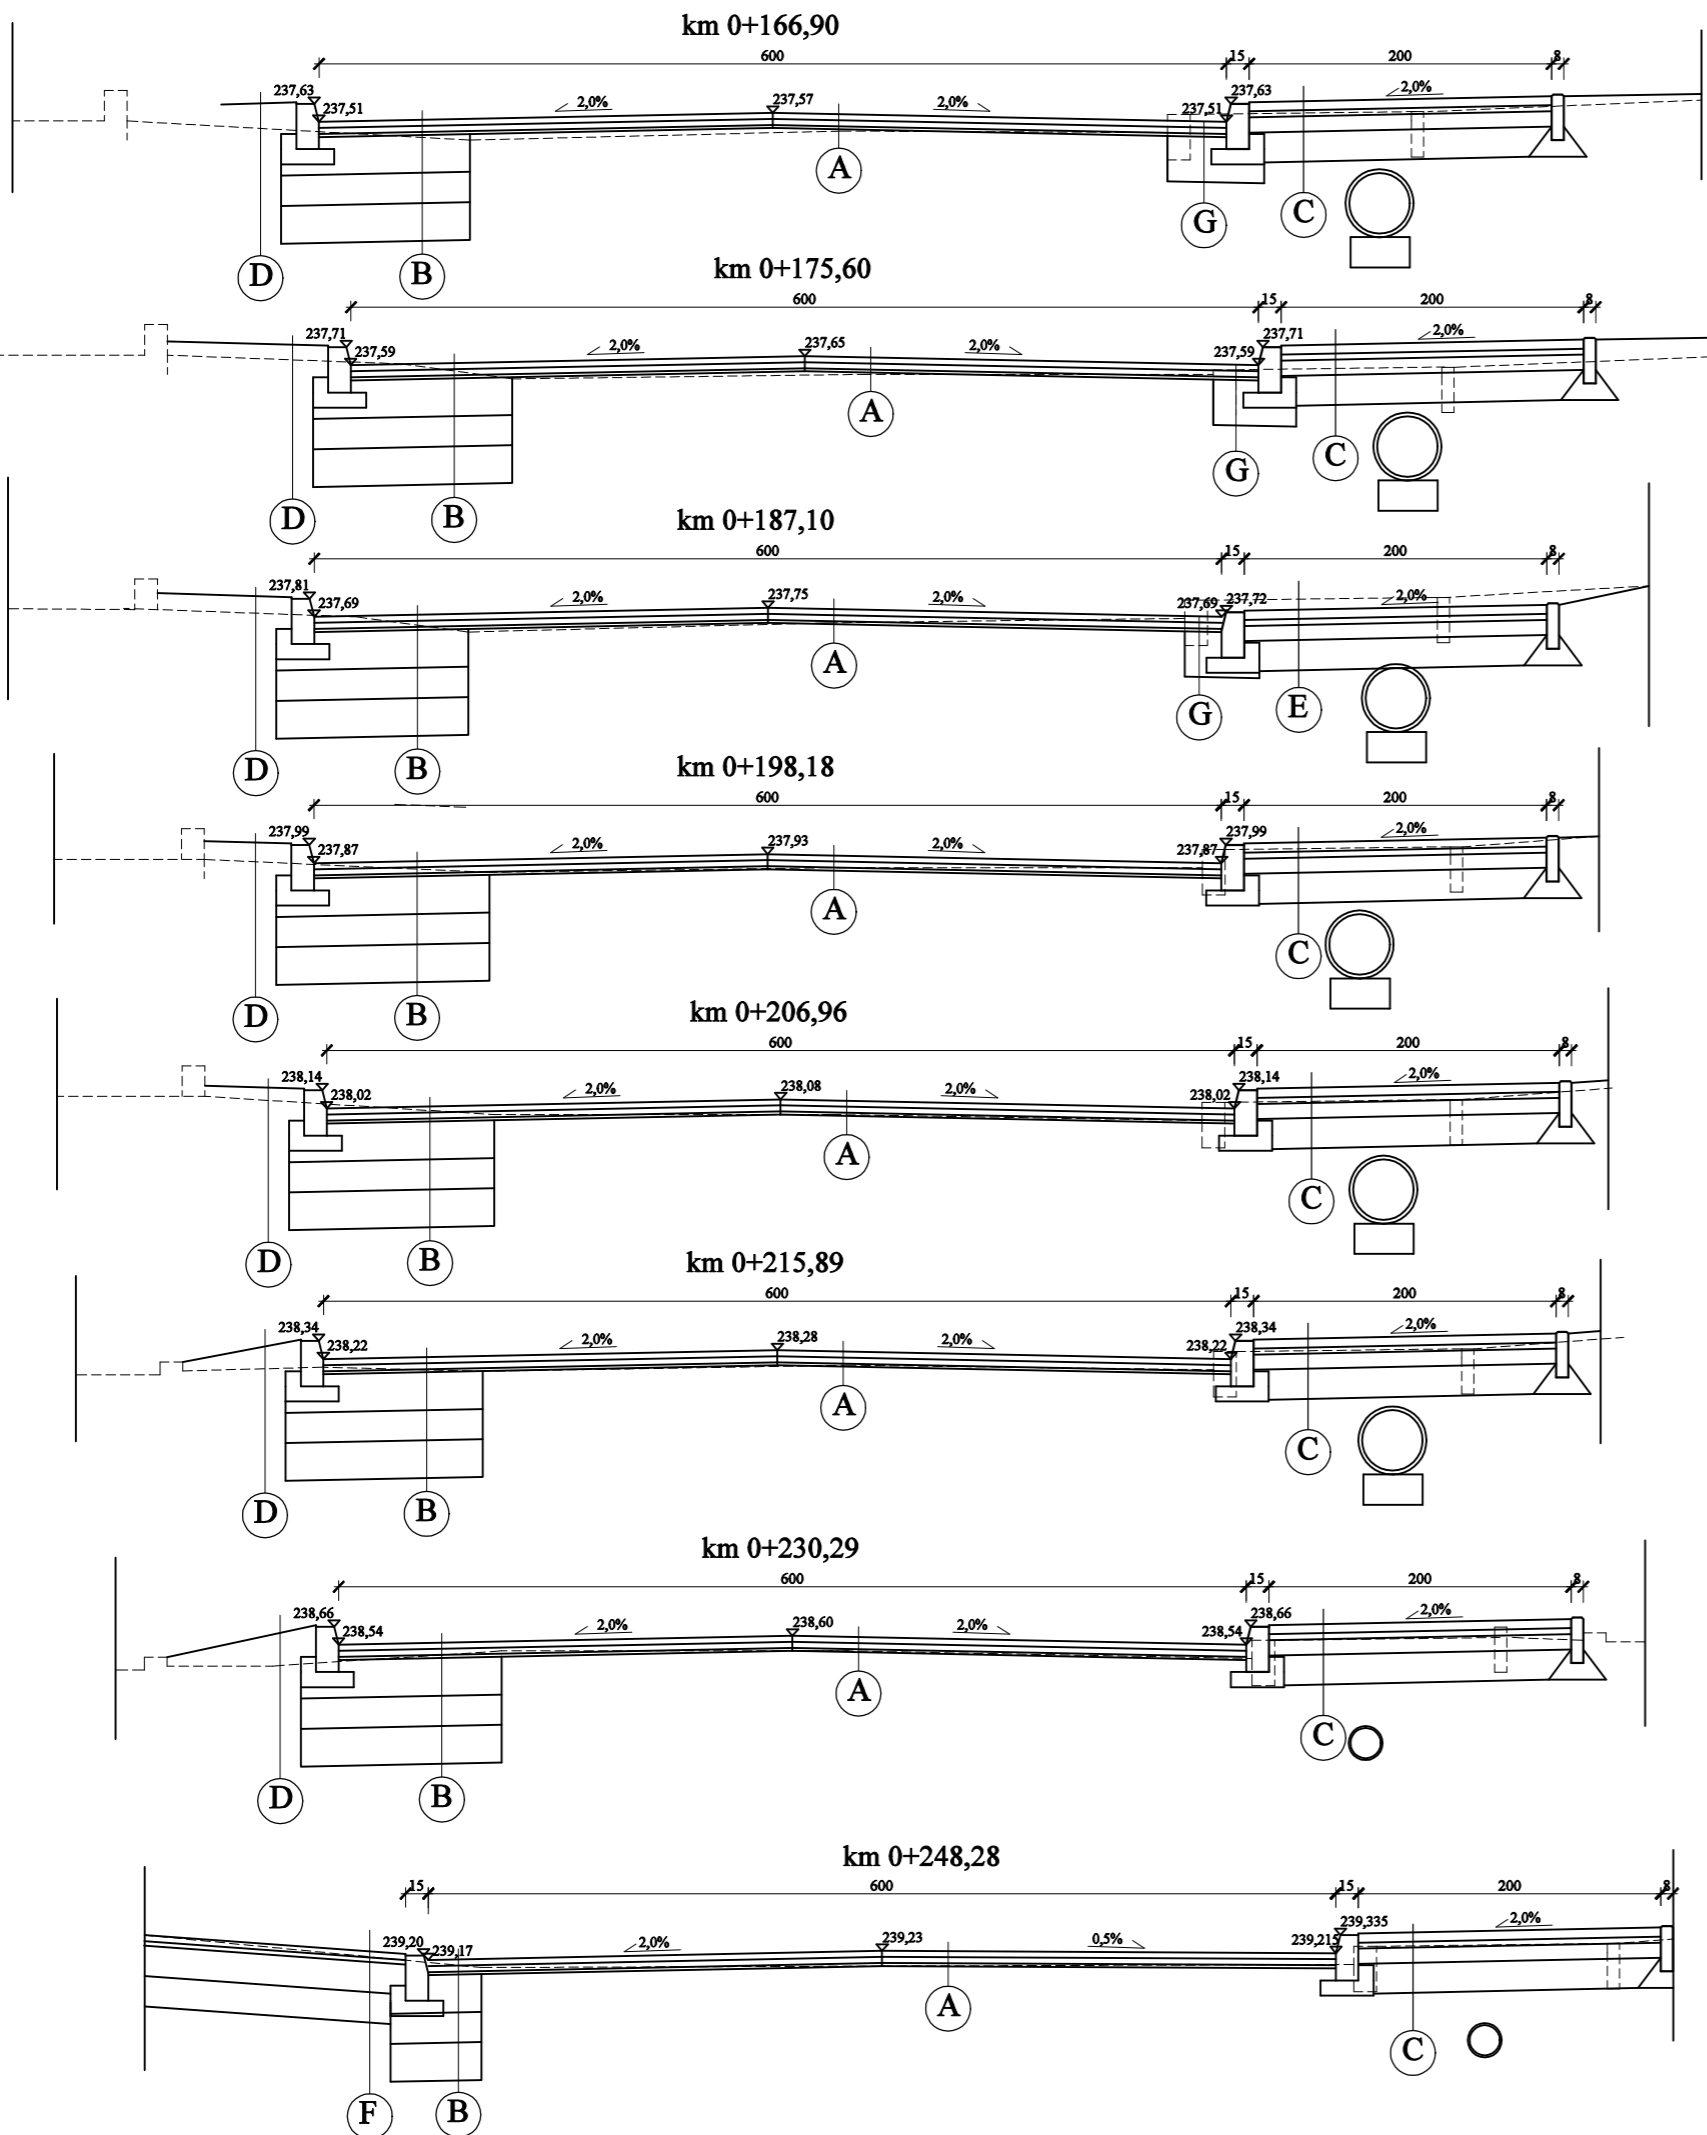 km 0+166,90
600 15 200 8
237,63 237,51 2,0% 237,57 2,0% 237,51 237,63 2,0%
A
G C
D B
km 0+175,60
600 15 200 8
237,71 237,59 2,0% 237,65 2,0% 237,59 237,71 2,0%
A
G C
D B
km 0+187,10
600 15 200 8
237,81 237,69 2,0% 237,75 2,0% 237,69 237,72 2,0%
A
G E
D B
km 0+198,18
600 15 200 8
237,99 237,87 2,0% 237,93 2,0% 237,87 237,99 2,0%
A
C
D B
km 0+206,96
600 15 200 8
238,14 238,02 2,0% 238,08 2,0% 238,02 238,14 2,0%
A
C
D B
km 0+215,89
600 15 200 8
238,34 238,22 2,0% 238,28 2,0% 238,22 238,34 2,0%
A
C
D B
km 0+230,29
600 15 200 8
238,66 238,54 2,0% 238,60 2,0% 238,54 238,66 2,0%
A
C
D B
km 0+248,28
15 600 15 200 8
239,20 239,17 2,0% 239,23 0,5% 239,215 239,335 2,0%
A
C
F B